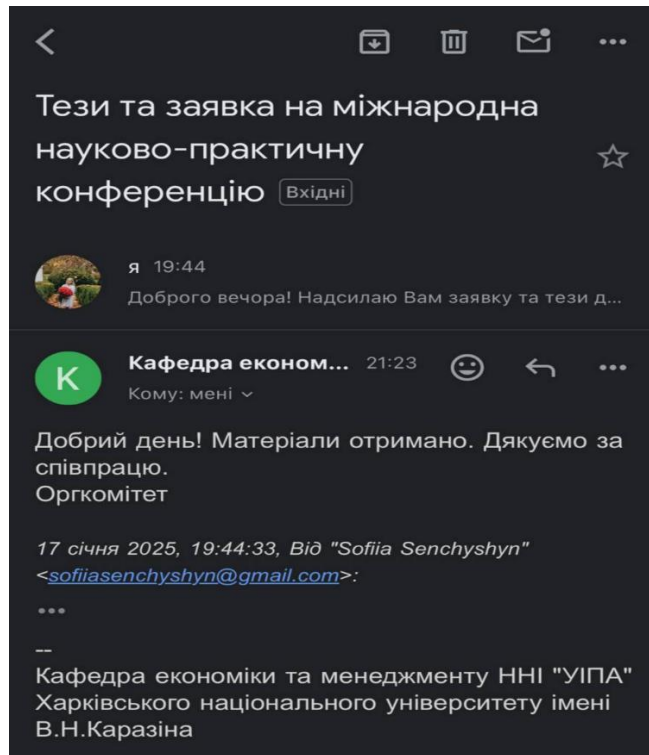 Тези та заявка на міжнародна
науково-практичну
конференцію Вхідні
я 19:44
Доброго вечора! Надсилаю Вам заявку та тези д...
К
Кафедра економ... 21:23
Кому: мені
Добрий день! Матеріали отримано. Дякуємо за
співпрацю.
Оргкомітет
17 січня 2025, 19:44:33, Від "Sofiia Senchyshyn"
<sofiiasenchyshyn@gmail.com>:
--
Кафедра економіки та менеджменту ННІ "УІПА"
Харківського національного університету імені
В.Н.Каразіна